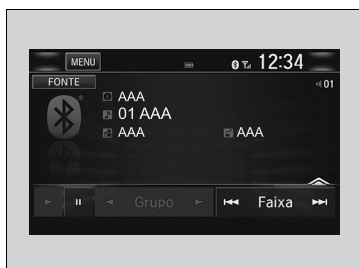 MENU
12:34
FONTE
01
AAA
01 AAA
AAA AAA
Grupo Faixa